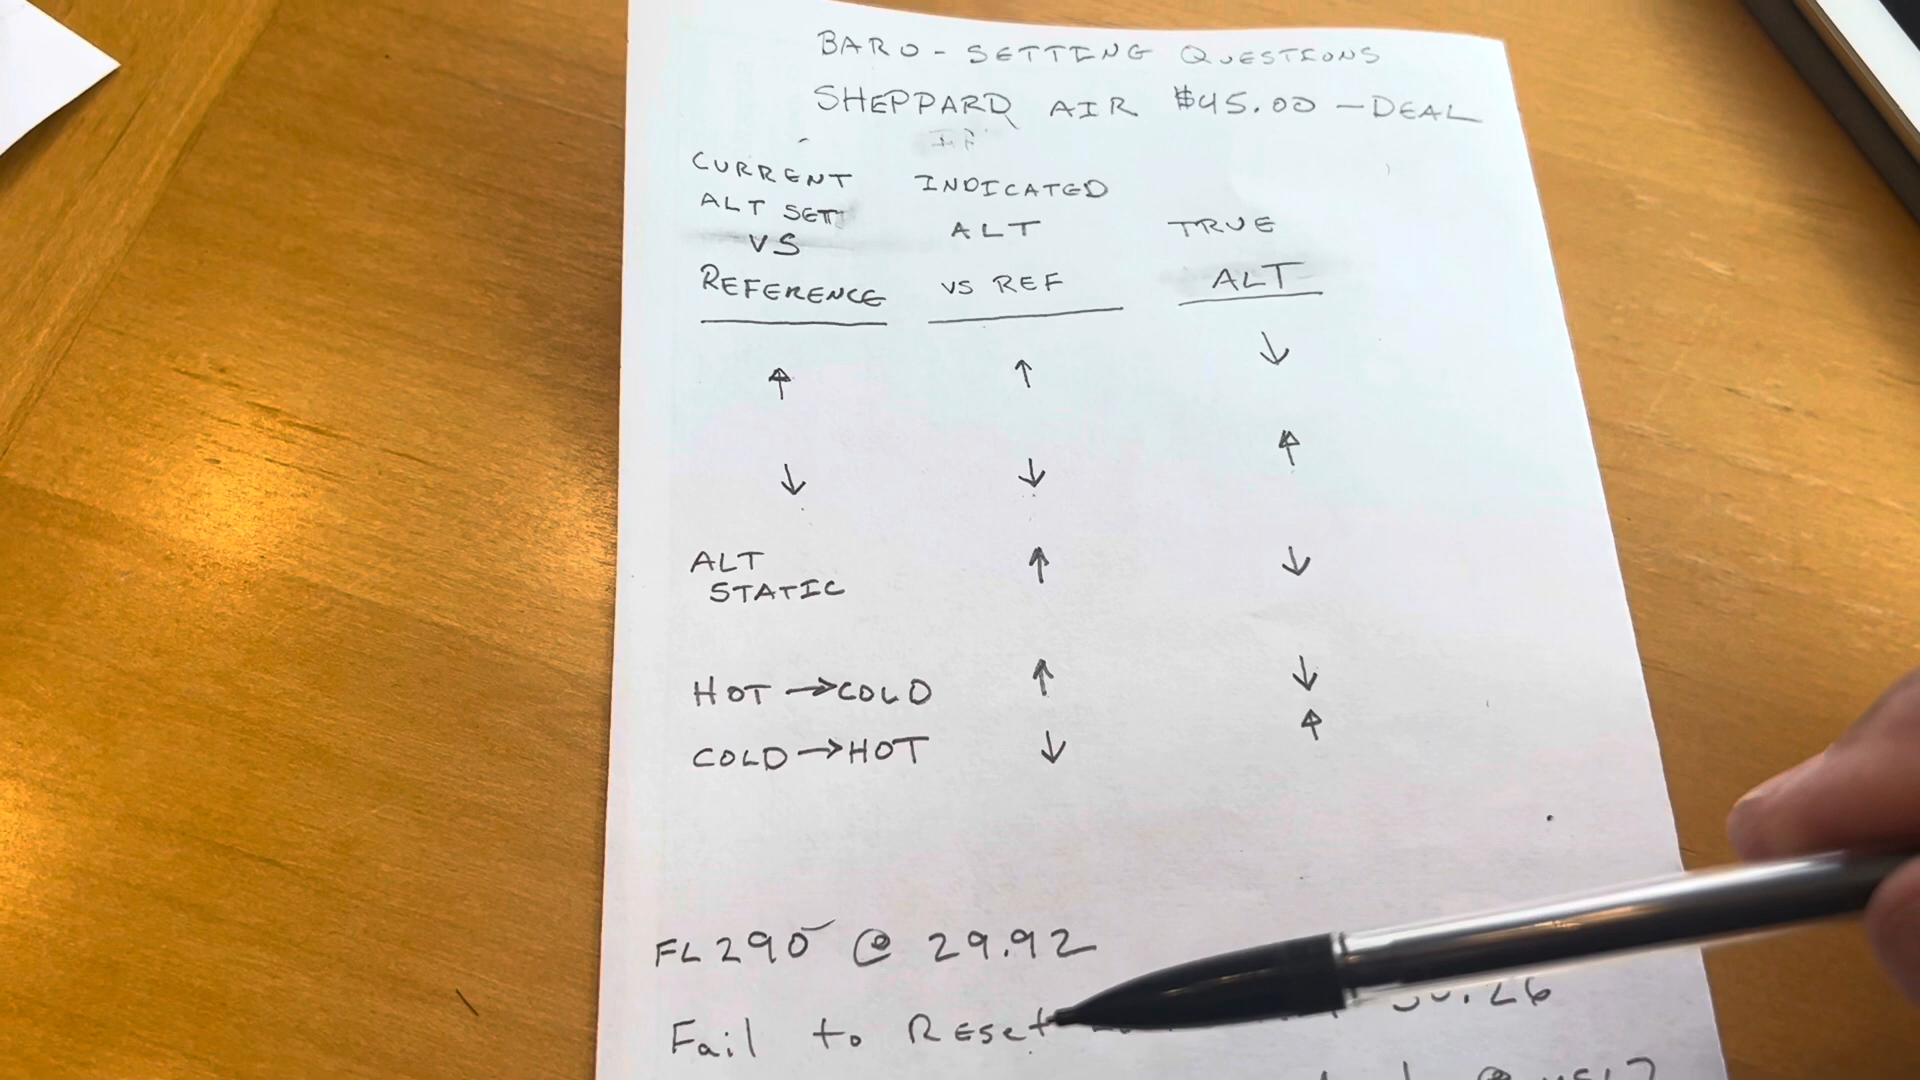 BARO - SETTING QUESTIONS
SHEPPARD AIR $45.00 - DEAL
CURRENT
ALT SETT
VS
REFERENCE
INDICATED
ALT
VS REF
TRUE
ALT
↑ ↑ ↓
↓ ↓ ↑
ALT
STATIC ↑ ↓
HOT → COLD ↑ ↓
COLD → HOT ↓ ↑
FL290 @ 29.92
Fail to Reset